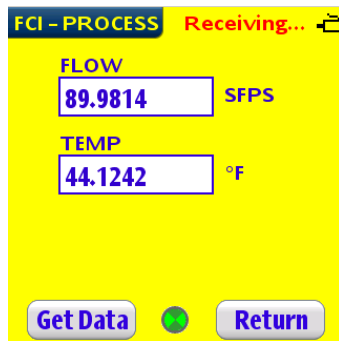 FCI – PROCESS Receiving...
FLOW
89.9814 SFPS
TEMP
44.1242 °F
Get Data Return